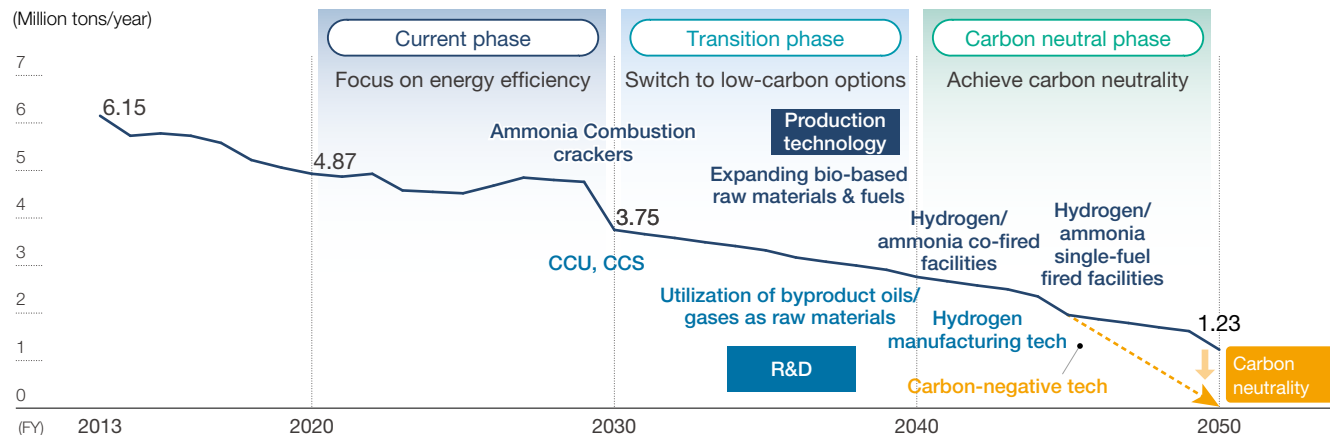 (Million tons/year)
Current phase
Transition phase
Carbon neutral phase
Focus on energy efficiency
Switch to low-carbon options
Achieve carbon neutrality
7
6
5
4
3
2
1
0
6.15
4.87
3.75
1.23
Ammonia Combustion
crackers
Production
technology
Expanding bio-based
raw materials & fuels
Hydrogen/
ammonia co-fired
facilities
Hydrogen/
ammonia
single-fuel
fired facilities
CCU, CCS
Utilization of byproduct oils/
gases as raw materials
Hydrogen
manufacturing tech
R&D
Carbon-negative tech
Carbon
neutrality
(FY)
2013
2020
2030
2040
2050